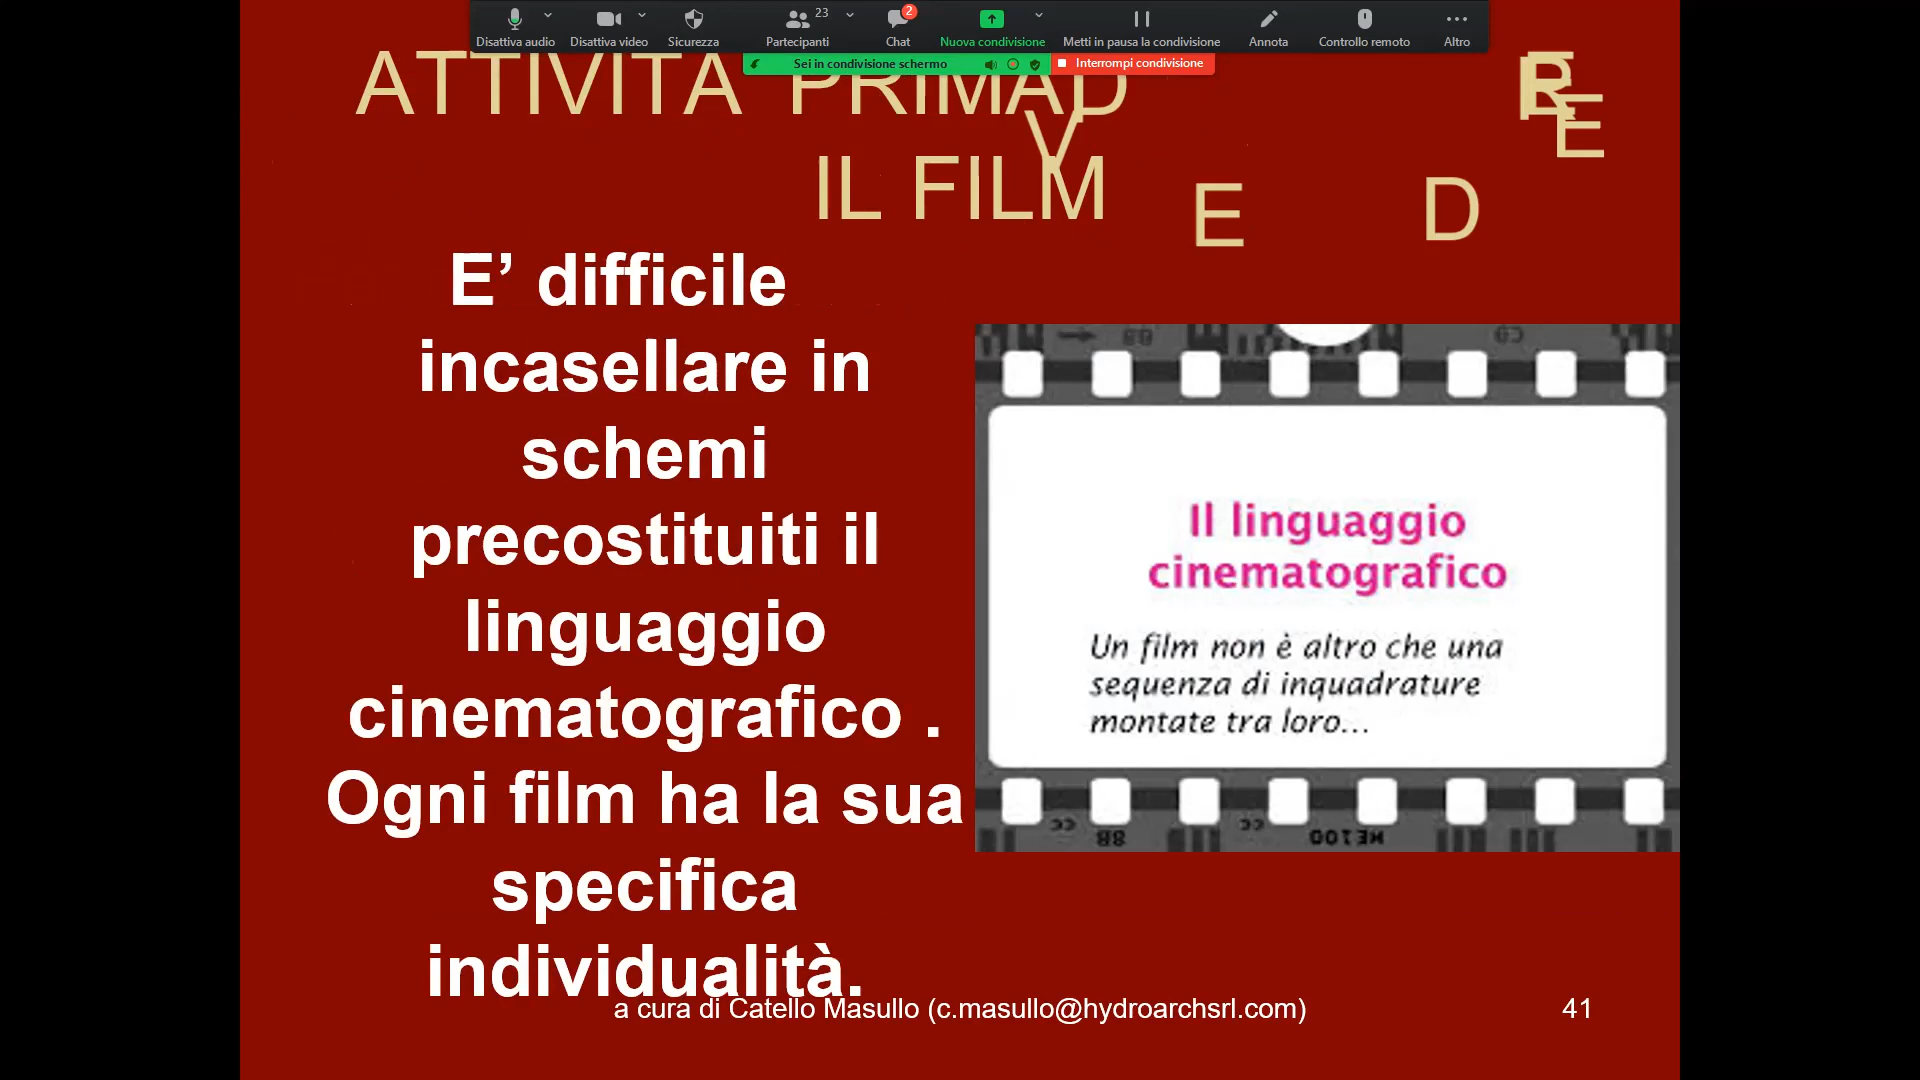 23
2
Disattiva audio Disattiva video Sicurezza Partecipanti Chat Nuova condivisione Metti in pausa la condivisione Annota Controllo remoto Altro
Sei in condivisione schermo Interrompi condivisione
ATTIVITA PRIMA D
V
E
D
E
R
E
IL FILM
E’ difficile
incasellare in
schemi
precostituiti il
linguaggio
cinematografico .
Ogni film ha la sua
specifica
individualità.
Il linguaggio
cinematografico
Un film non è altro che una
sequenza di inquadrature
montate tra loro...
a cura di Catello Masullo (c.masullo@hydroarchsrl.com)
41